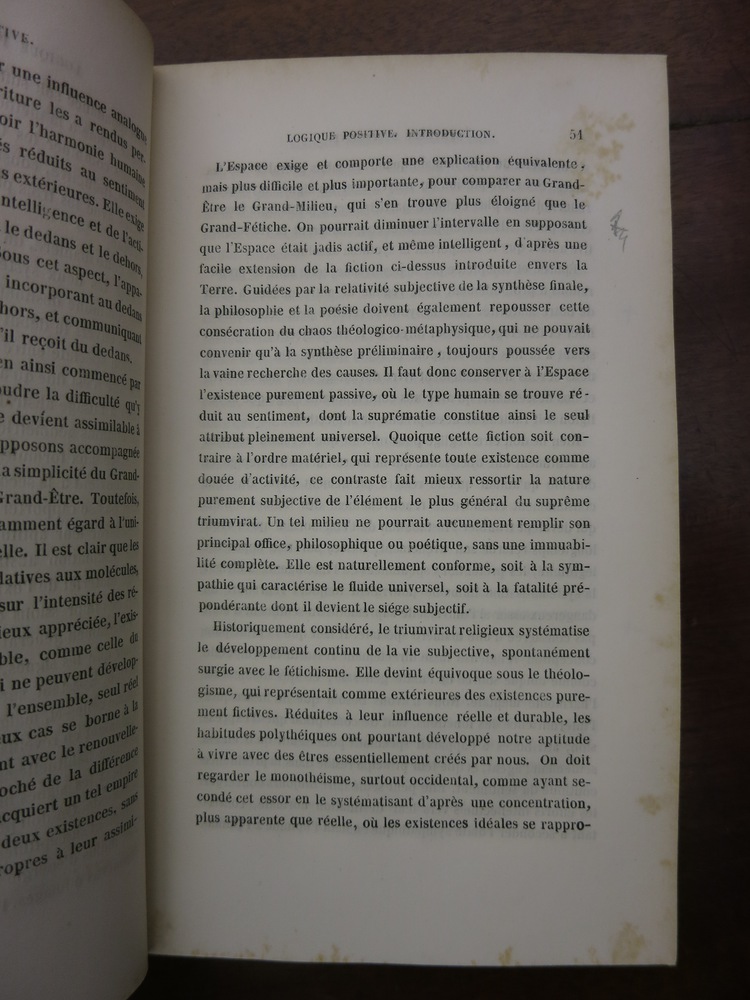 TIVE.
une influence analogue
riture les a rendus per-
oir l'harmonie humaine
réduits au sentiment
extérieures. Elle exige
ntelligence et de l'acti-
le dedans et le dehors,
ous cet aspect, l'appa-
incorporant au dedans
hors, et communiquant
'il reçoit du dedans.
en ainsi commencé par
oudre la difficulté qu'y
devient assimilable à
pposons accompagnée
a simplicité du Grand-
Grand-Être. Toutefois,
amment égard à l'uni-
elle. Il est clair que les
latives aux molécules,
sur l'intensité des ré-
ieux appréciée, l'exis-
ble, comme celle du
i ne peuvent dévelop-
l'ensemble, seul réel
ux cas se borne à la
nt avec le renouvelle-
oché de la différence
cquiert un tel empire
deux existences, sans
ropres à leur assimi-
LOGIQUE POSITIVE. INTRODUCTION. 51
L'Espace exige et comporte une explication équivalente,
mais plus difficile et plus importante, pour comparer au Grand-
Être le Grand-Milieu, qui s'en trouve plus éloigné que le
Grand-Fétiche. On pourrait diminuer l'intervalle en supposant
que l'Espace était jadis actif, et même intelligent, d'après une
facile extension de la fiction ci-dessus introduite envers la
Terre. Guidées par la relativité subjective de la synthèse finale,
la philosophie et la poésie doivent également repousser cette
consécration du chaos théologico-métaphysique, qui ne pouvait
convenir qu'à la synthèse préliminaire, toujours poussée vers
la vaine recherche des causes. Il faut donc conserver à l'Espace
l'existence purement passive, où le type humain se trouve ré-
duit au sentiment, dont la suprématie constitue ainsi le seul
attribut pleinement universel. Quoique cette fiction soit con-
traire à l'ordre matériel, qui représente toute existence comme
douée d'activité, ce contraste fait mieux ressortir la nature
purement subjective de l'élément le plus général du suprême
triumvirat. Un tel milieu ne pourrait aucunement remplir son
principal office, philosophique ou poétique, sans une immuabi-
lité complète. Elle est naturellement conforme, soit à la sym-
pathie qui caractérise le fluide universel, soit à la fatalité pré-
pondérante dont il devient le siége subjectif.
Historiquement considéré, le triumvirat religieux systématise
le développement continu de la vie subjective, spontanément
surgie avec le fétichisme. Elle devint équivoque sous le théolo-
gisme, qui représentait comme extérieures des existences pure-
ment fictives. Réduites à leur influence réelle et durable, les
habitudes polythéiques ont pourtant développé notre aptitude
à vivre avec des êtres essentiellement créés par nous. On doit
regarder le monothéisme, surtout occidental, comme ayant se-
condé cet essor en le systématisant d'après une concentration,
plus apparente que réelle, où les existences idéales se rappro-